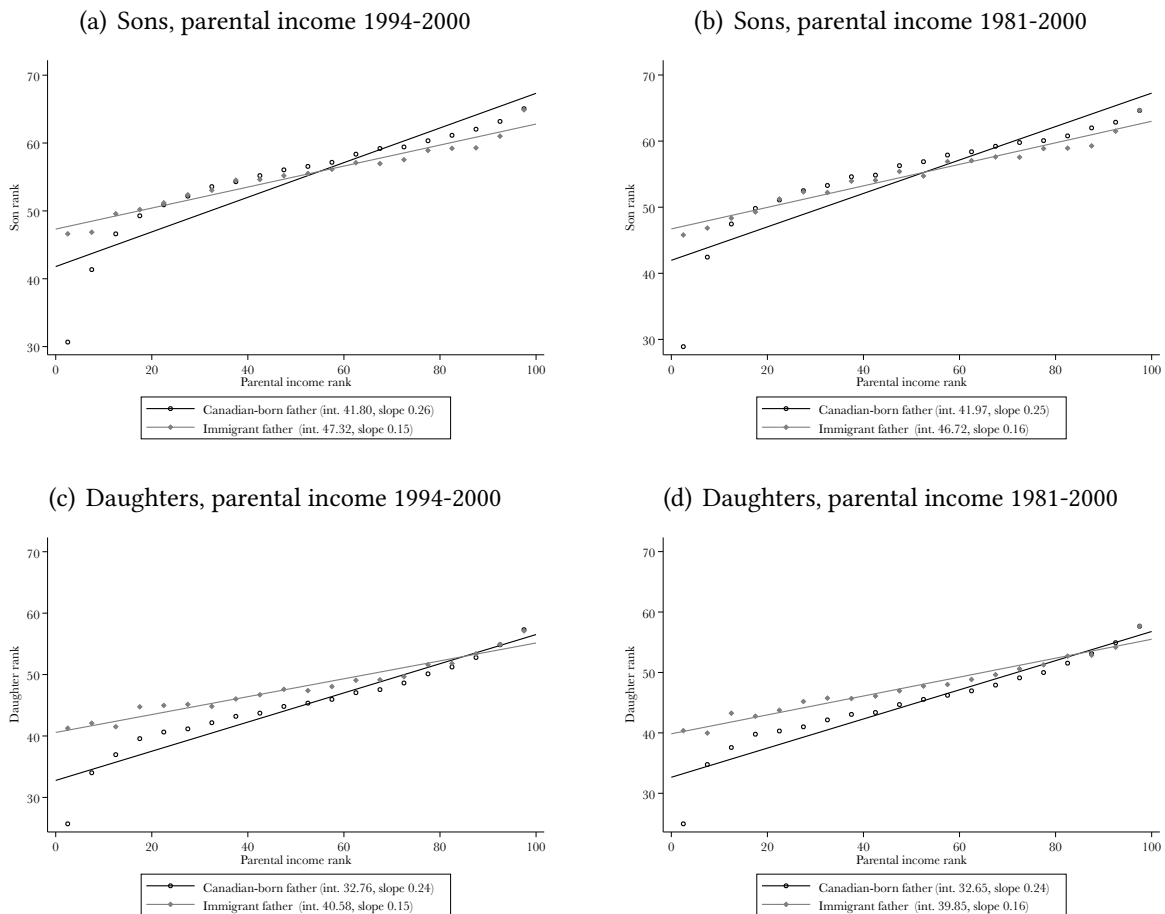 (a) Sons, parental income 1994-2000
70
60
50
40
30
Son rank
0 20 40 60 80 100
Parental income rank
Canadian-born father (int. 41.80, slope 0.26)
Immigrant father (int. 47.32, slope 0.15)
(b) Sons, parental income 1981-2000
70
60
50
40
30
Son rank
0 20 40 60 80 100
Parental income rank
Canadian-born father (int. 41.97, slope 0.25)
Immigrant father (int. 46.72, slope 0.16)
(c) Daughters, parental income 1994-2000
70
60
50
40
30
Daughter rank
0 20 40 60 80 100
Parental income rank
Canadian-born father (int. 32.76, slope 0.24)
Immigrant father (int. 40.58, slope 0.15)
(d) Daughters, parental income 1981-2000
70
60
50
40
30
Daughter rank
0 20 40 60 80 100
Parental income rank
Canadian-born father (int. 32.65, slope 0.24)
Immigrant father (int. 39.85, slope 0.16)